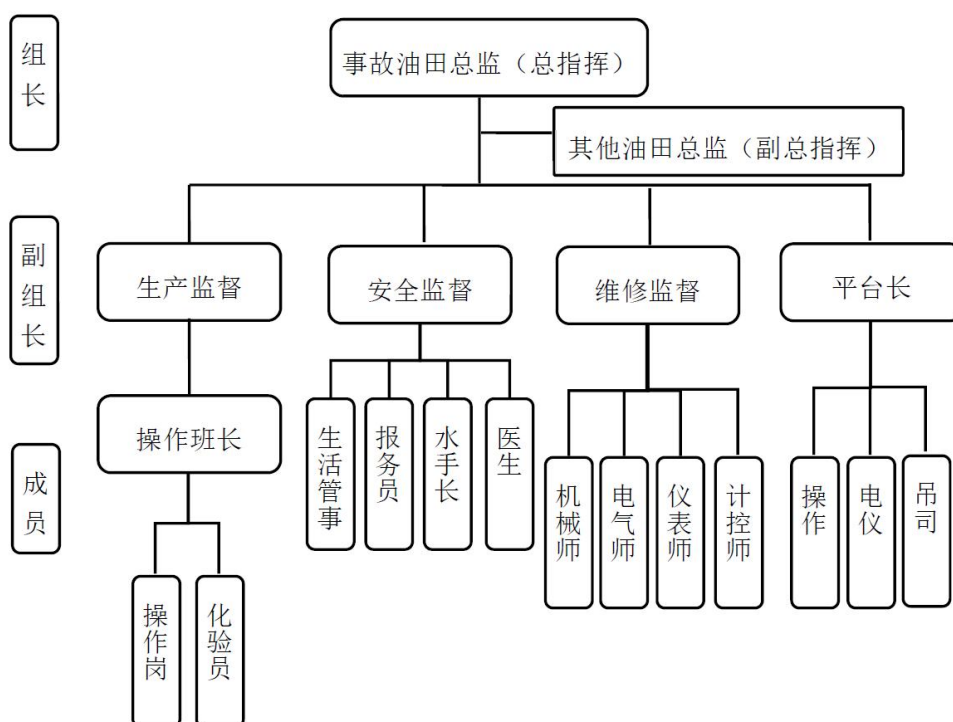 组长
事故油田总监（总指挥）
其他油田总监（副总指挥）
副组长
生产监督
安全监督
维修监督
平台长
成员
操作班长
操作岗
化验员
生活管事
报务员
水手长
医生
机械师
电气师
仪表师
计控师
操作
电仪
吊司